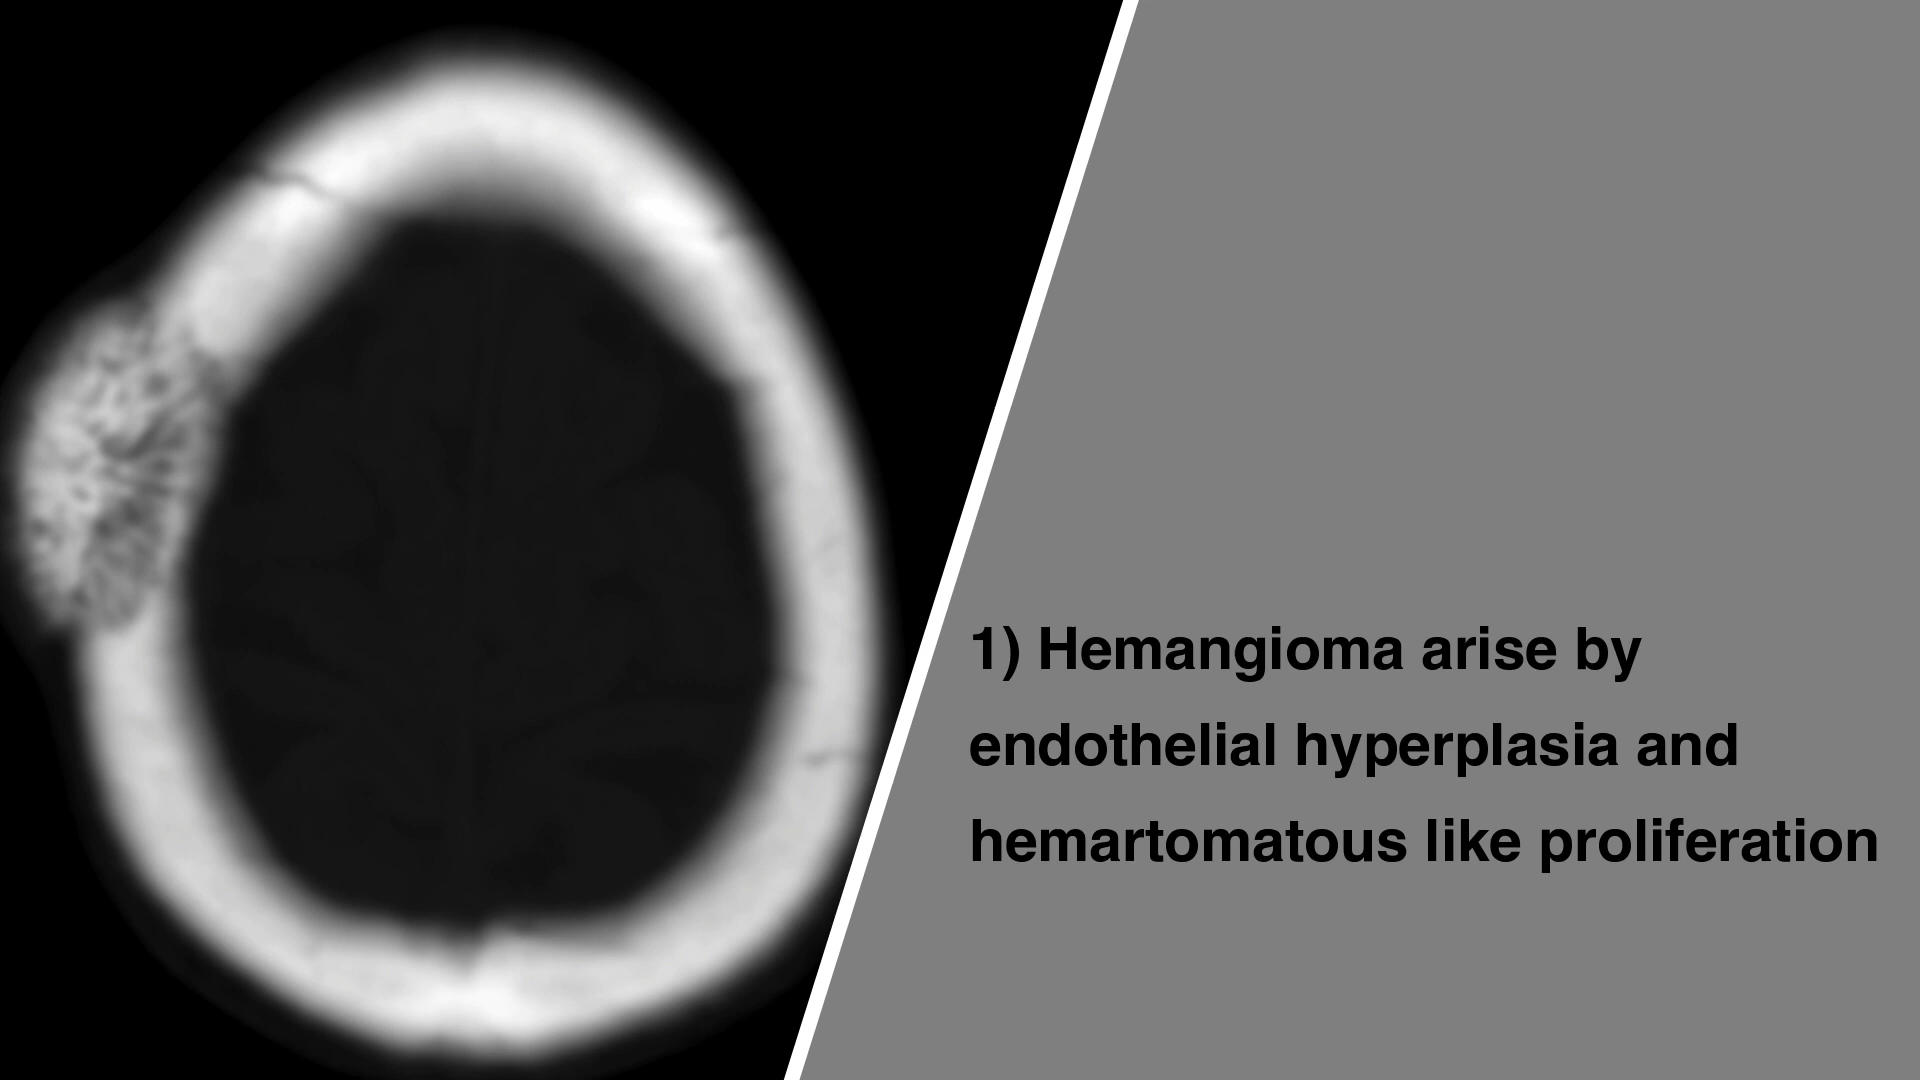 1) Hemangioma arise by
endothelial hyperplasia and
hemartomatous like proliferation